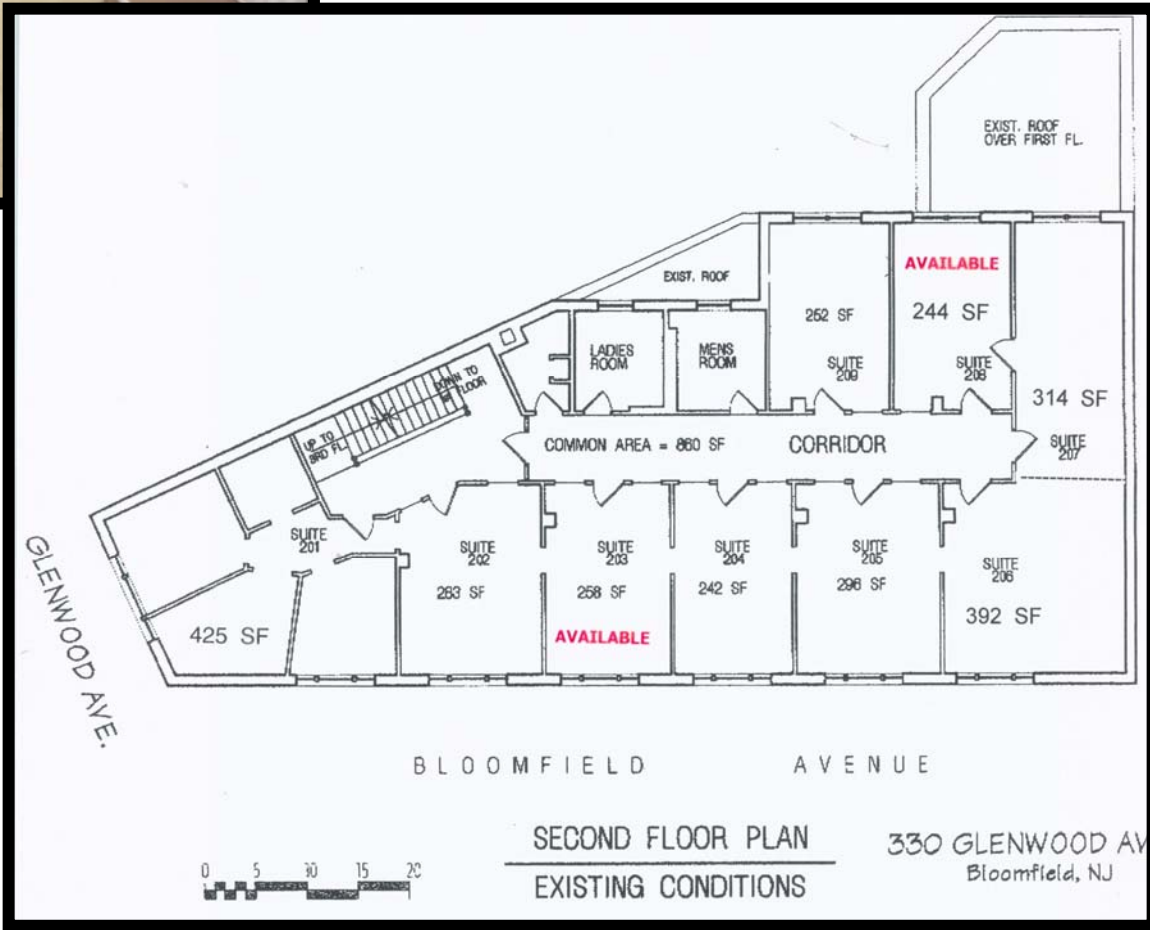 EXIST. ROOF
OVER FIRST FL.
EXIST. ROOF
AVAILABLE
252 SF
244 SF
LADIES
ROOM
MENS
ROOM
SUITE
209
SUITE
208
314 SF
DOWN TO
FLOOR
UP TO
3RD FL.
COMMON AREA = 860 SF
CORRIDOR
SUITE
207
SUITE
201
SUITE
202
SUITE
203
SUITE
204
SUITE
205
SUITE
206
283 SF
258 SF
242 SF
296 SF
392 SF
425 SF
AVAILABLE
GLENWOOD AVE.
BLOOMFIELD AVENUE
SECOND FLOOR PLAN
EXISTING CONDITIONS
330 GLENWOOD AV
Bloomfield, NJ
0 5 10 15 20